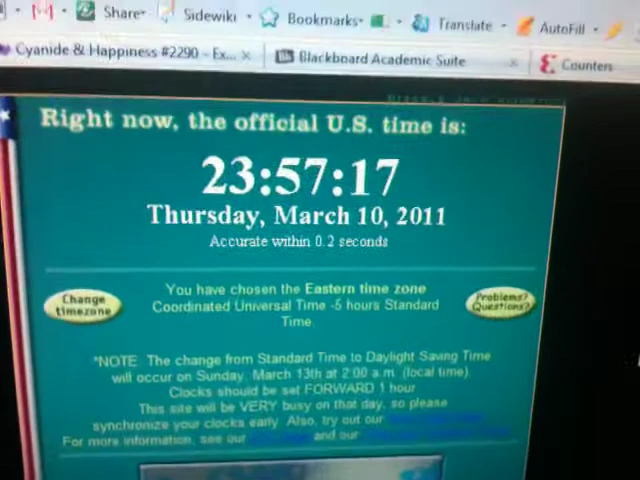 Share
Sidewiki
Bookmarks
Translate
AutoFill
Cyanide & Happiness #2290 - Ex...
Blackboard Academic Suite
Counters
Right now, the official U.S. time is:
23:57:17
Thursday, March 10, 2011
Accurate within 0.2 seconds
Change
timezone
You have chosen the Eastern time zone
Coordinated Universal Time -5 hours Standard
Time.
Problems?
Questions?
*NOTE: The change from Standard Time to Daylight Saving Time
will occur on Sunday, March 13th at 2:00 a.m. (local time).
Clocks should be set FORWARD 1 hour
This site will be VERY busy on that day, so please
synchronize your clocks early. Also, try out our
For more information, see our and our